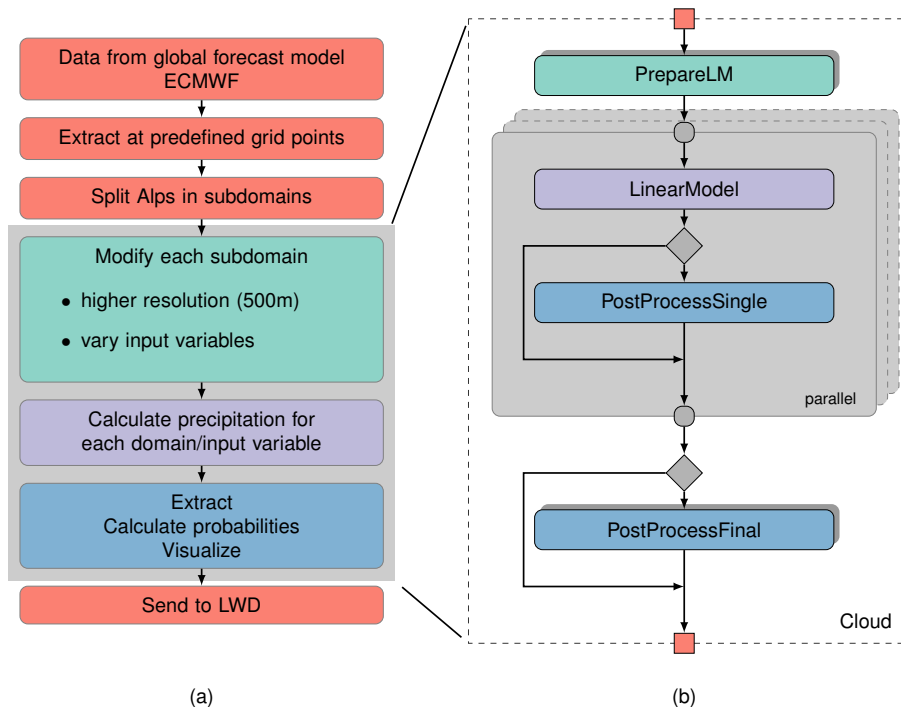 Data from global forecast model
ECMWF
Extract at predefined grid points
Split Alps in subdomains
Modify each subdomain
• higher resolution (500m)
• vary input variables
Calculate precipitation for
each domain/input variable
Extract
Calculate probabilities
Visualize
Send to LWD
(a)
PrepareLM
LinearModel
PostProcessSingle
parallel
PostProcessFinal
Cloud
(b)